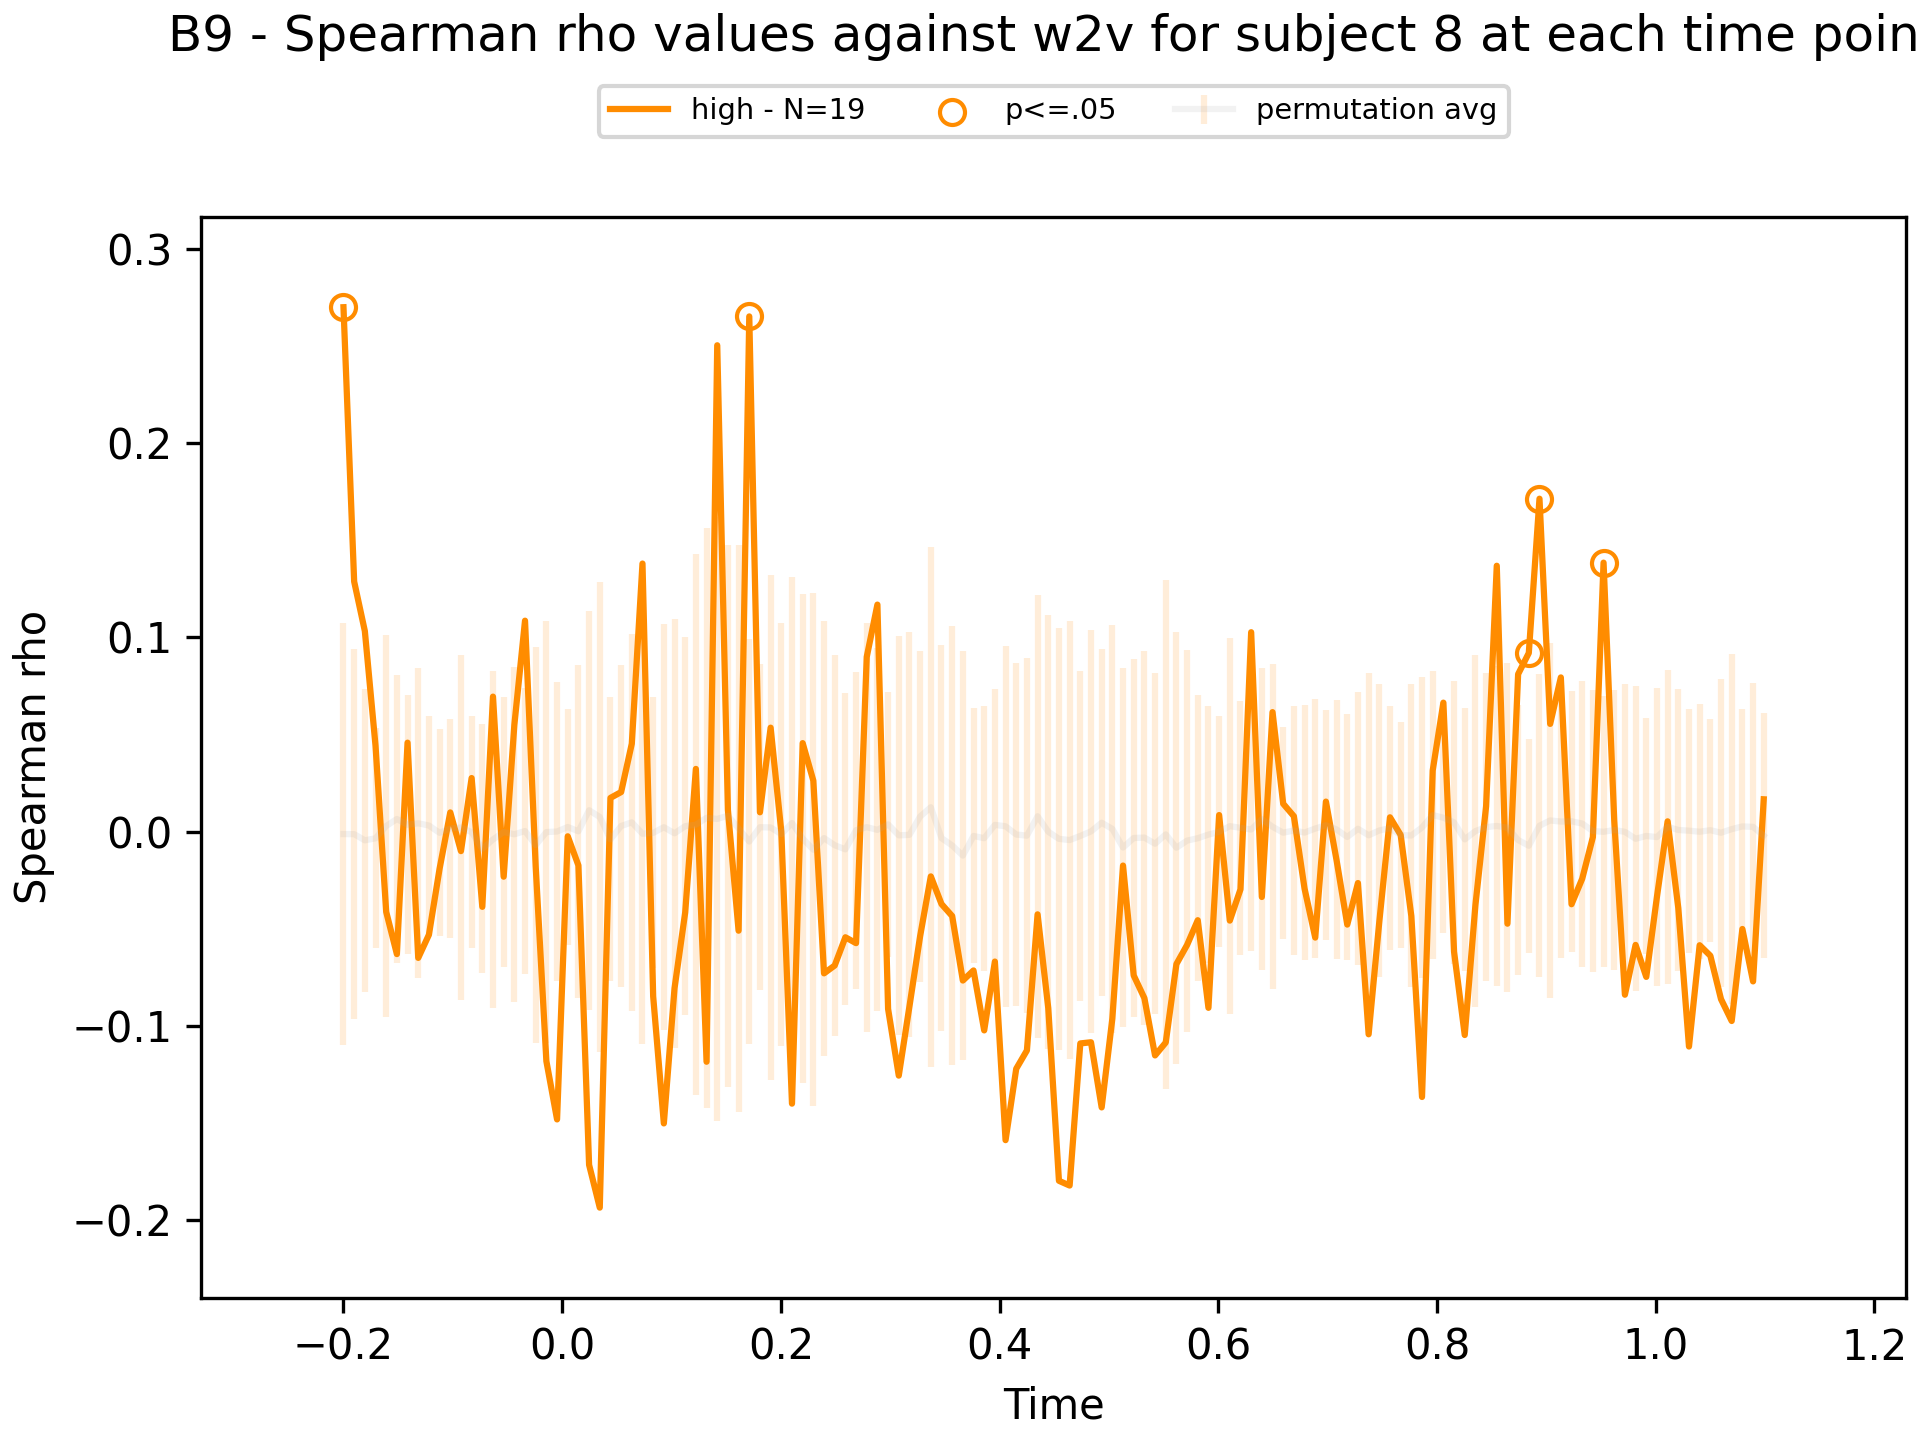 B9 - Spearman rho values against w2v for subject 8 at each time poin
high - N=19 p<=.05 permutation avg
0.3
0.2
0.1
0.0
−0.1
−0.2
Spearman rho
−0.2 0.0 0.2 0.4 0.6 0.8 1.0 1.2
Time